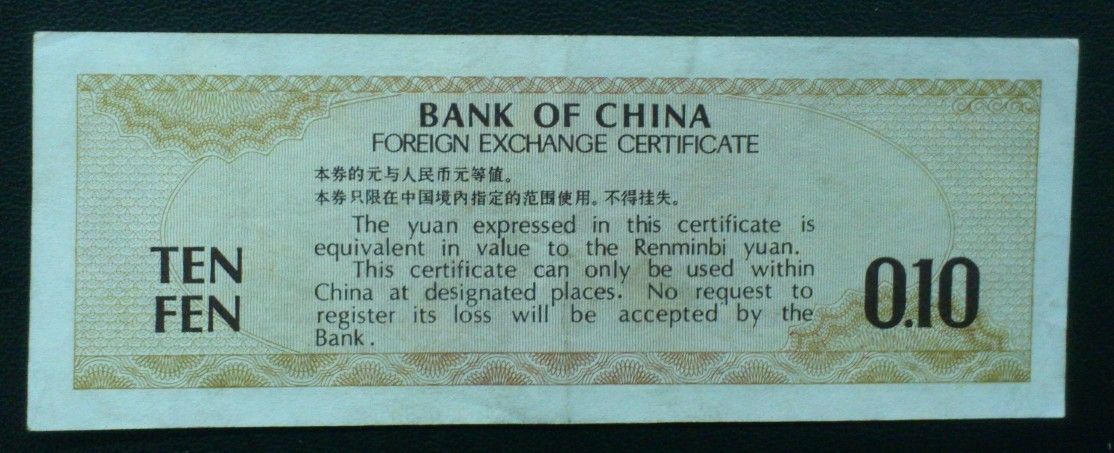 BANK OF CHINA
FOREIGN EXCHANGE CERTIFICATE
本券的元与人民币元等值。
本券只限在中国境内指定的范围使用。不得挂失。
The yuan expressed in this certificate is
equivalent in value to the Renminbi yuan.
This certificate can only be used within
China at designated places. No request to
register its loss will be accepted by the
Bank.
TEN
FEN
0.10